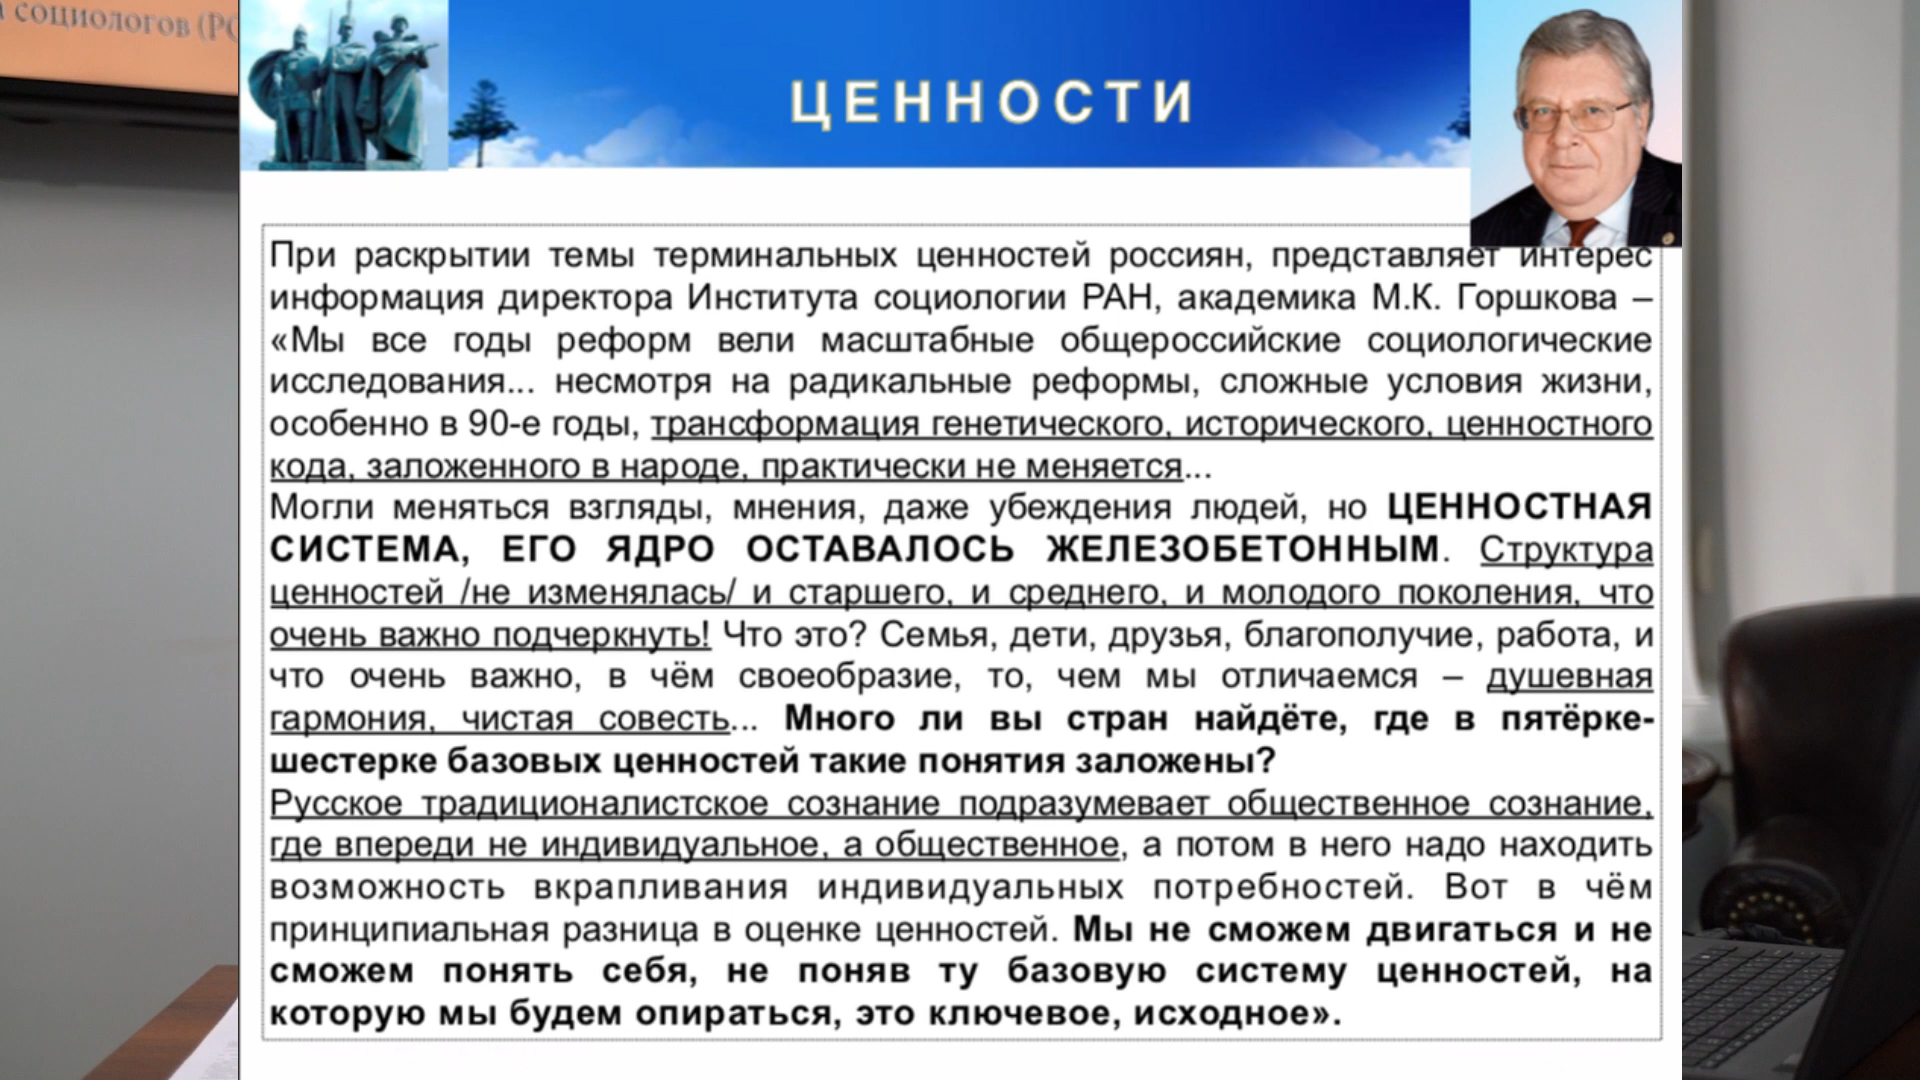 социологов (РО
ЦЕННОСТИ
При раскрытии темы терминальных ценностей россиян, представляет интерес
информация директора Института социологии РАН, академика М.К. Горшкова –
«Мы все годы реформ вели масштабные общероссийские социологические
исследования... несмотря на радикальные реформы, сложные условия жизни,
особенно в 90-е годы, трансформация генетического, исторического, ценностного
кода, заложенного в народе, практически не меняется...
Могли меняться взгляды, мнения, даже убеждения людей, но ЦЕННОСТНАЯ
СИСТЕМА, ЕГО ЯДРО ОСТАВАЛОСЬ ЖЕЛЕЗОБЕТОННЫМ. Структура
ценностей /не изменялась/ и старшего, и среднего, и молодого поколения, что
очень важно подчеркнуть! Что это? Семья, дети, друзья, благополучие, работа, и
что очень важно, в чём своеобразие, то, чем мы отличаемся – душевная
гармония, чистая совесть... Много ли вы стран найдёте, где в пятёрке-
шестерке базовых ценностей такие понятия заложены?
Русское традиционалистское сознание подразумевает общественное сознание,
где впереди не индивидуальное, а общественное, а потом в него надо находить
возможность вкрапливания индивидуальных потребностей. Вот в чём
принципиальная разница в оценке ценностей. Мы не сможем двигаться и не
сможем понять себя, не поняв ту базовую систему ценностей, на
которую мы будем опираться, это ключевое, исходное».